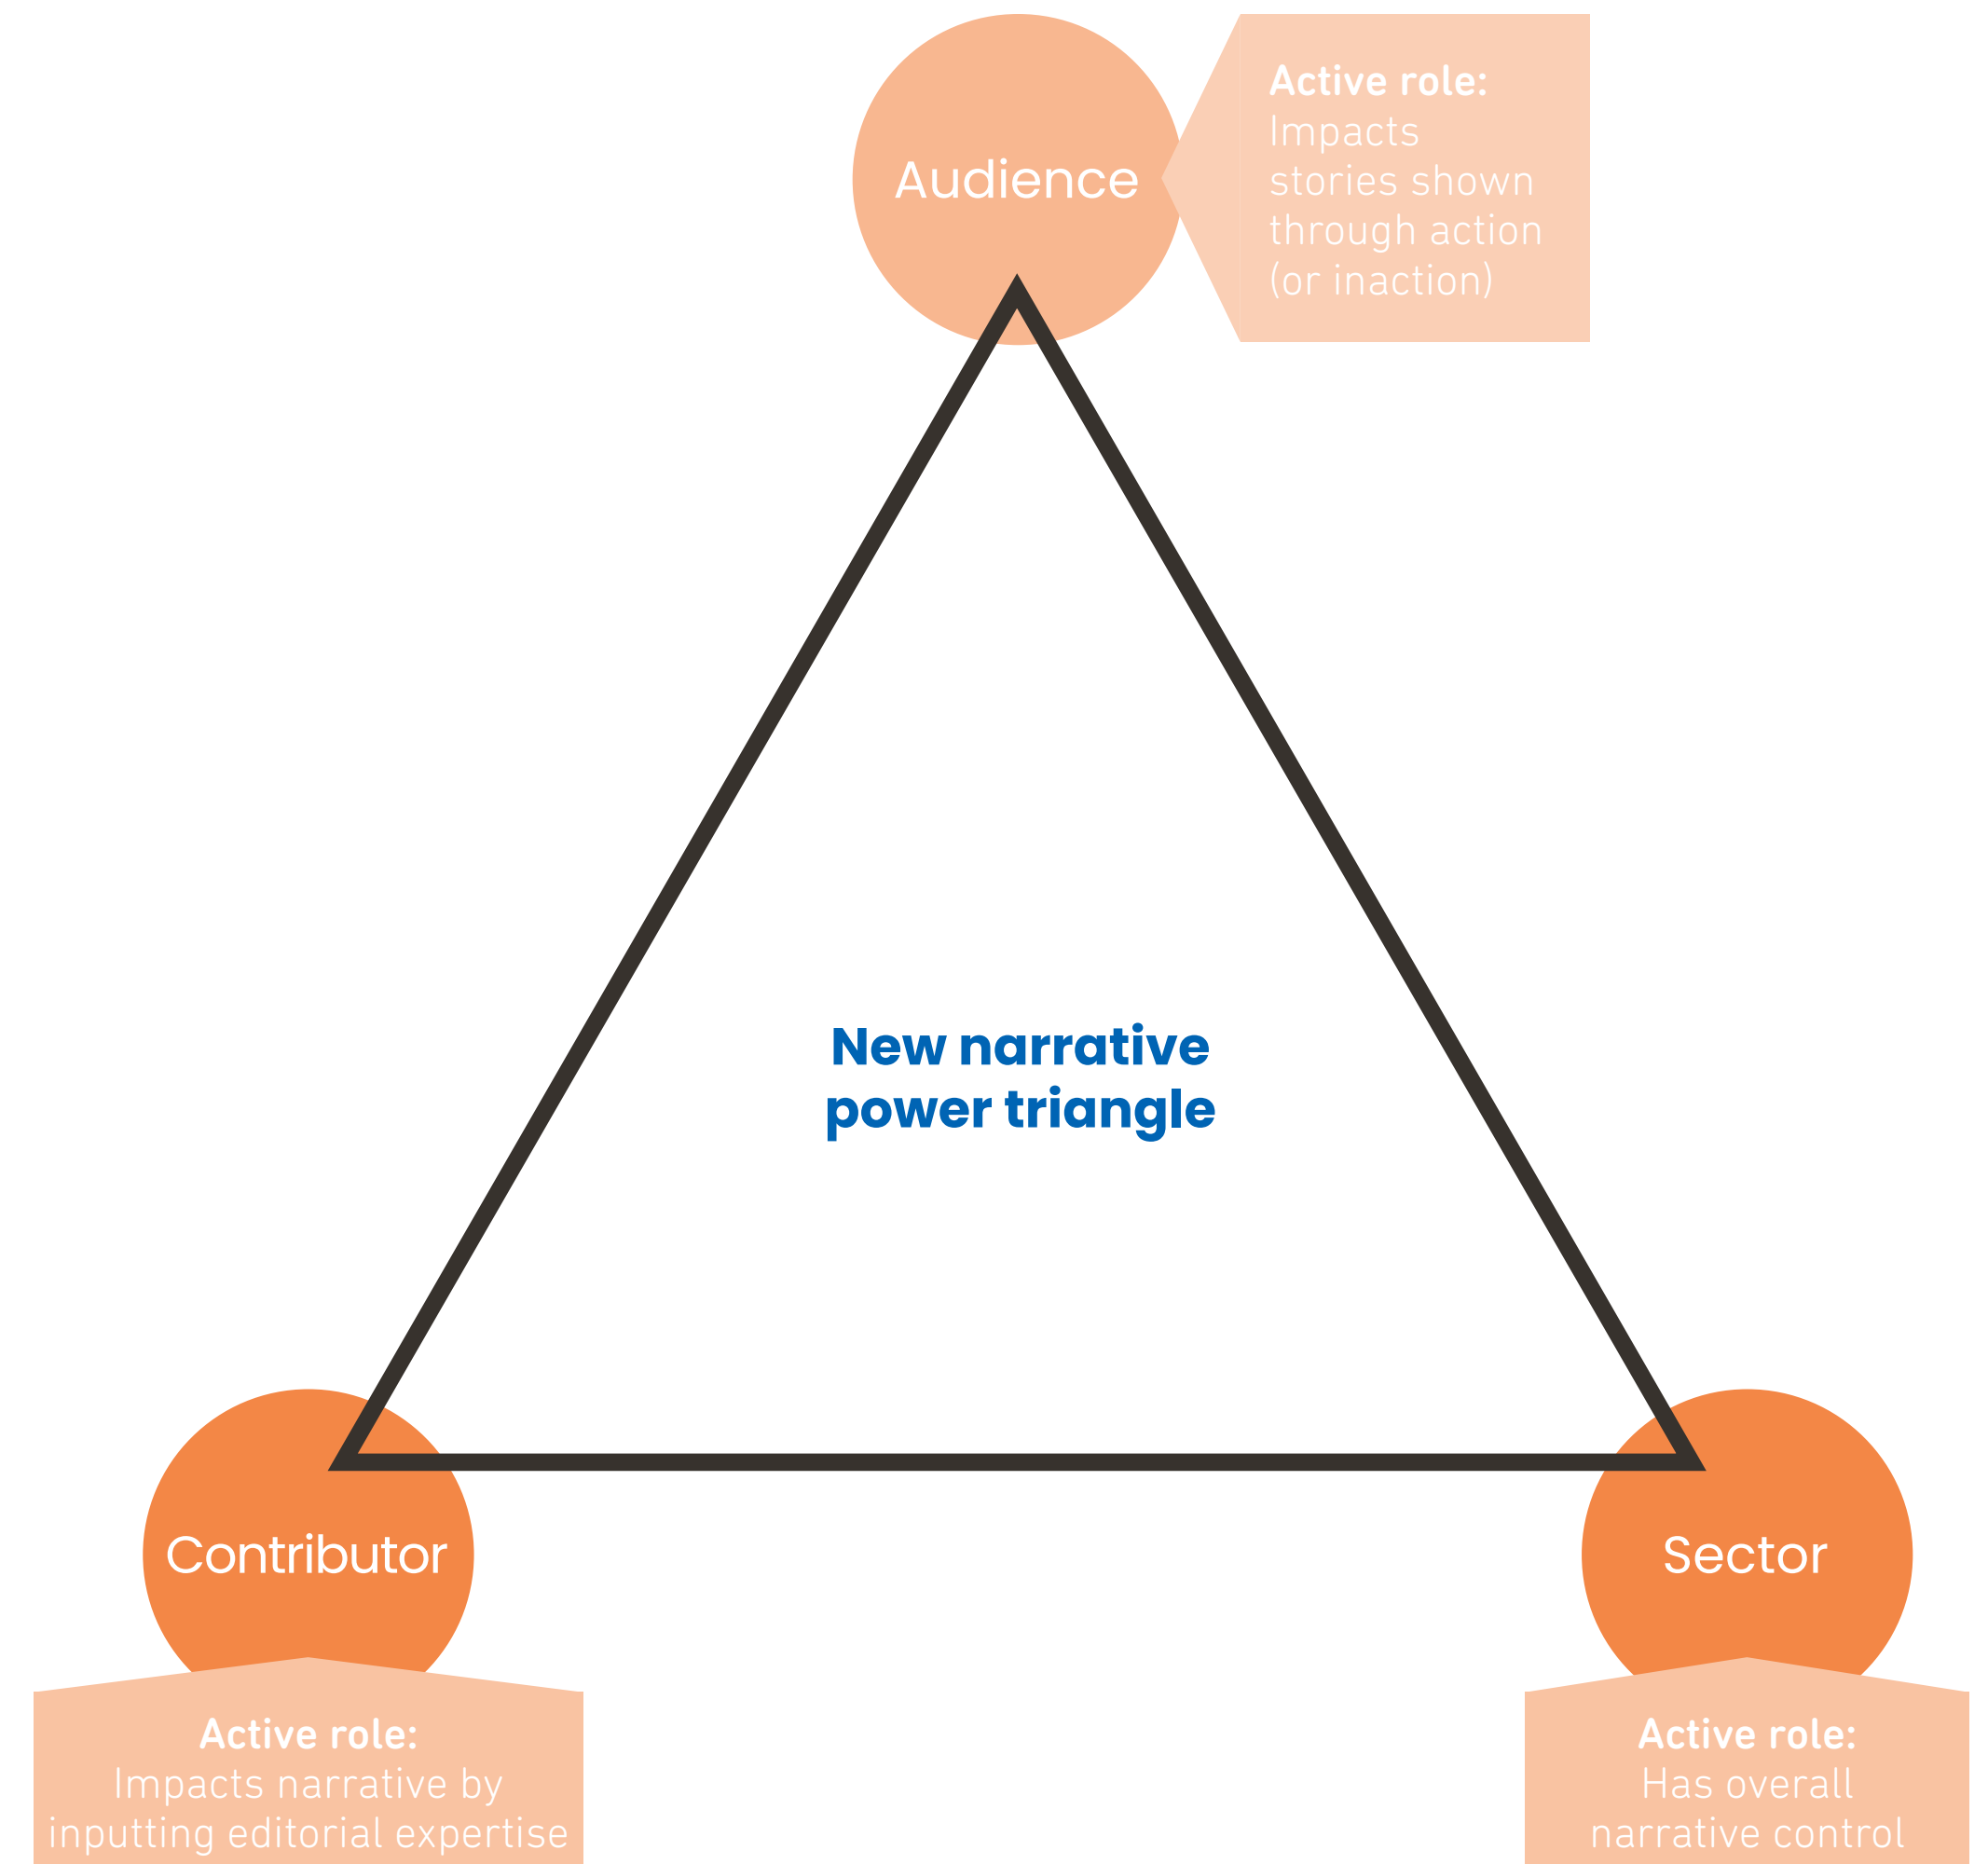 Audience
Active role:
Impacts
stories shown
through action
(or inaction)
New narrative
power triangle
Contributor
Active role:
Impacts narrative by
inputting editorial expertise
Sector
Active role:
Has overall
narrative control